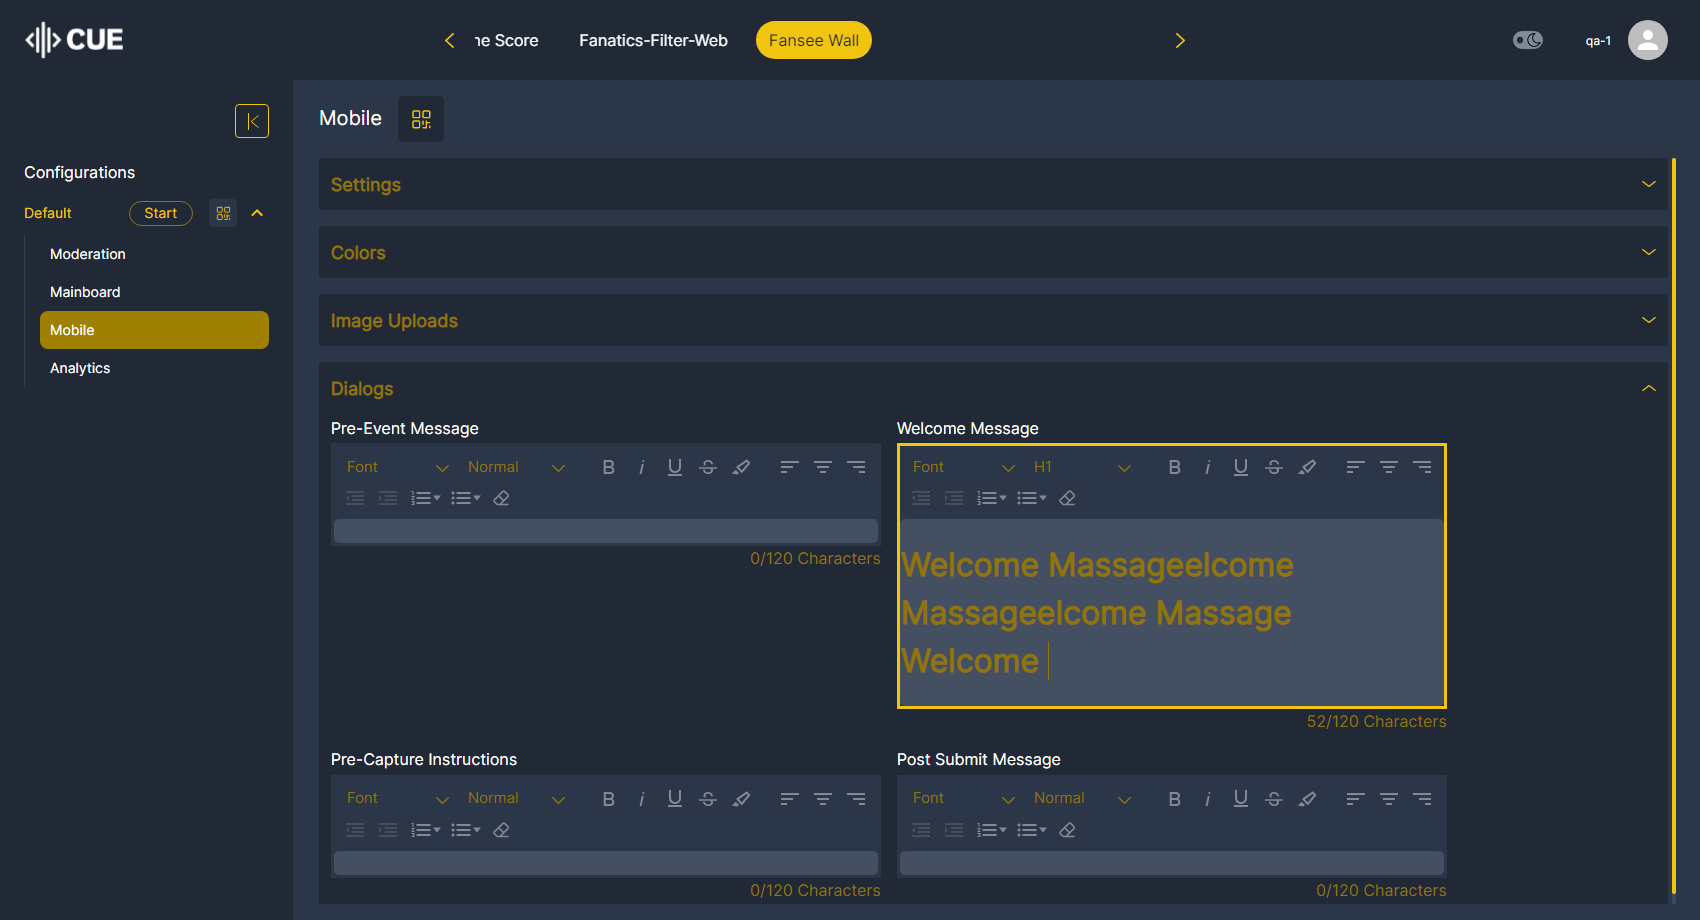 CUE
ne Score
Fanatics-Filter-Web
Fansee Wall
qa-1
Configurations
Default
Start
Moderation
Mainboard
Mobile
Analytics
Mobile
Settings
Colors
Image Uploads
Dialogs
Pre-Event Message
Font
Normal
B
i
U
S
0/120 Characters
Welcome Message
Font
H1
B
i
U
S
Welcome Massageelcome
Massageelcome Massage
Welcome
52/120 Characters
Pre-Capture Instructions
Font
Normal
B
i
U
S
0/120 Characters
Post Submit Message
Font
Normal
B
i
U
S
0/120 Characters